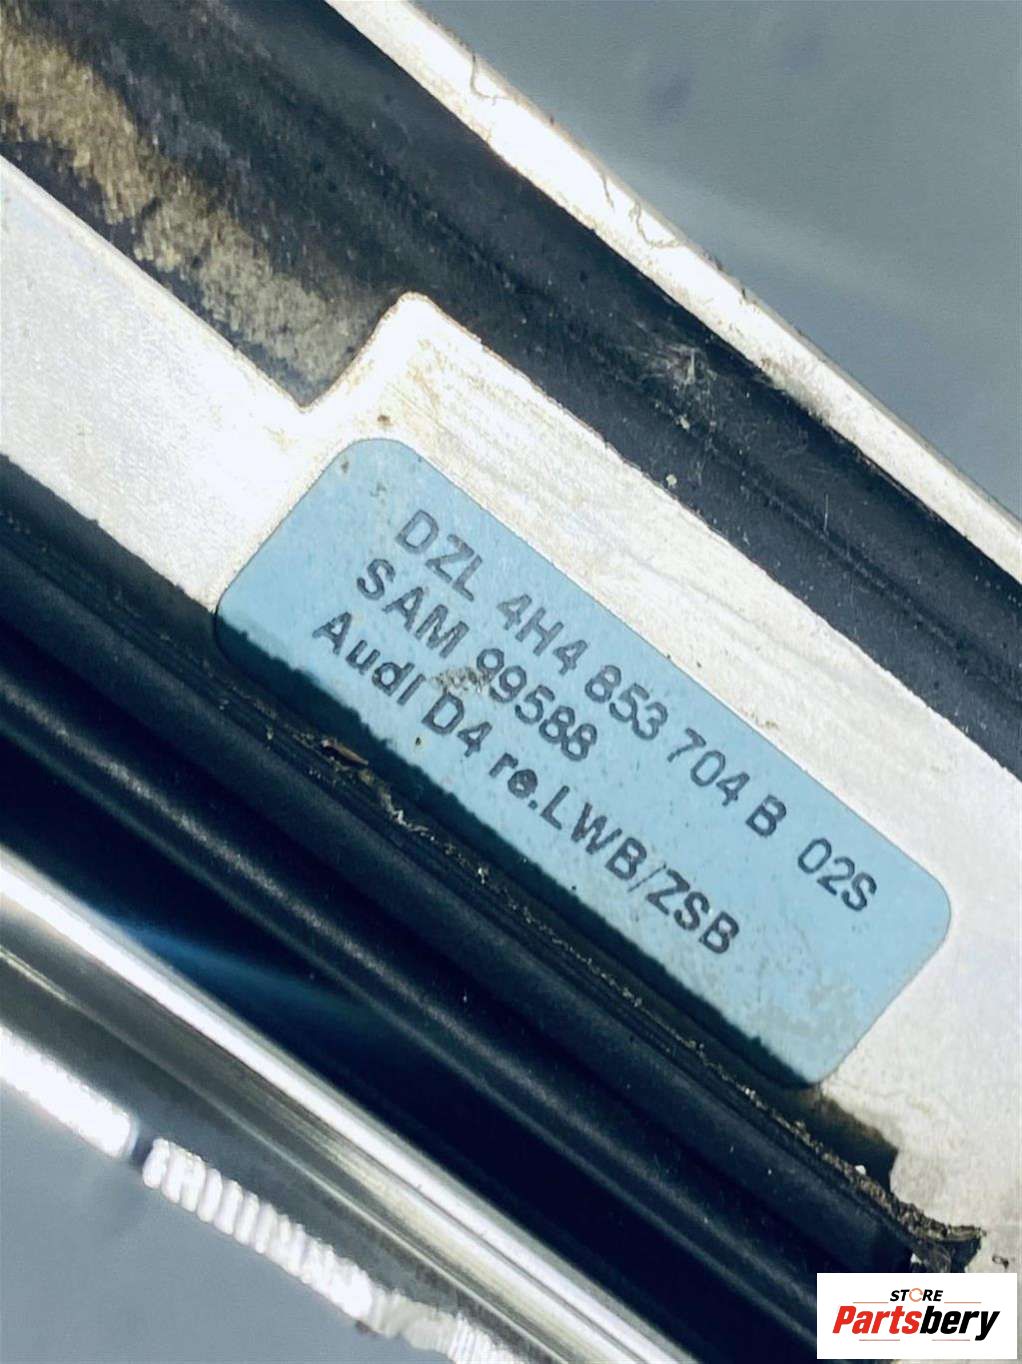 DZL 4H4 853 704 B 02S
SAM 99588
Audi D4 re.LWB/ZSB
STORE
Partsbery